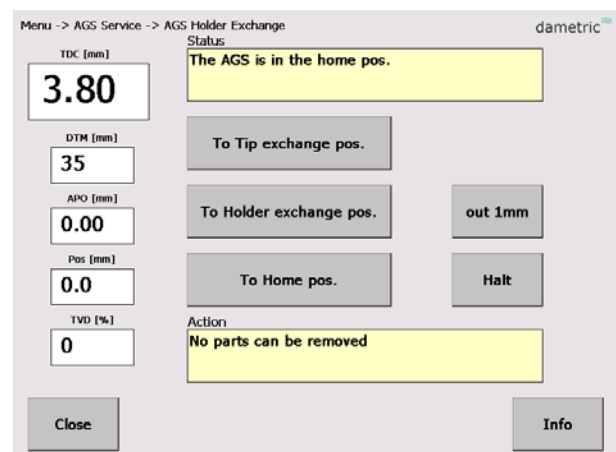 Menu -> AGS Service -> AGS Holder Exchange
dametric
TDC [mm]
3.80
DTM [mm]
35
APO [mm]
0.00
Pos [mm]
0.0
TVD [%]
0
Status
The AGS is in the home pos.
To Tip exchange pos.
To Holder exchange pos.
out 1mm
To Home pos.
Halt
Action
No parts can be removed
Close
Info